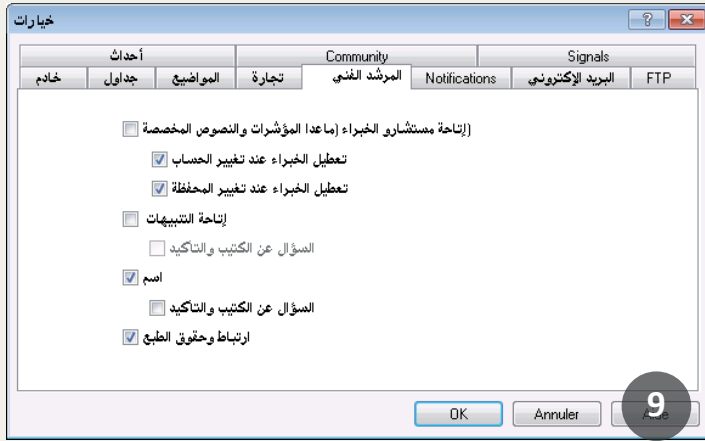 خيارات
أحداث Community Signals
خادم جداول المواضيع تجارة المرشد الفني Notifications البريد الإكتروني FTP
إتاحة مستشارو الخبراء (ماعدا المؤشرات والنصوص المخصصة)
تعطيل الخبراء عند تغيير الحساب
تعطيل الخبراء عند تغيير المحفظة
إتاحة التنبيهات
السؤال عن الكتيب والتأكيد
اسم
السؤال عن الكتيب والتأكيد
ارتباط وحقوق الطبع
OK Annuler
9